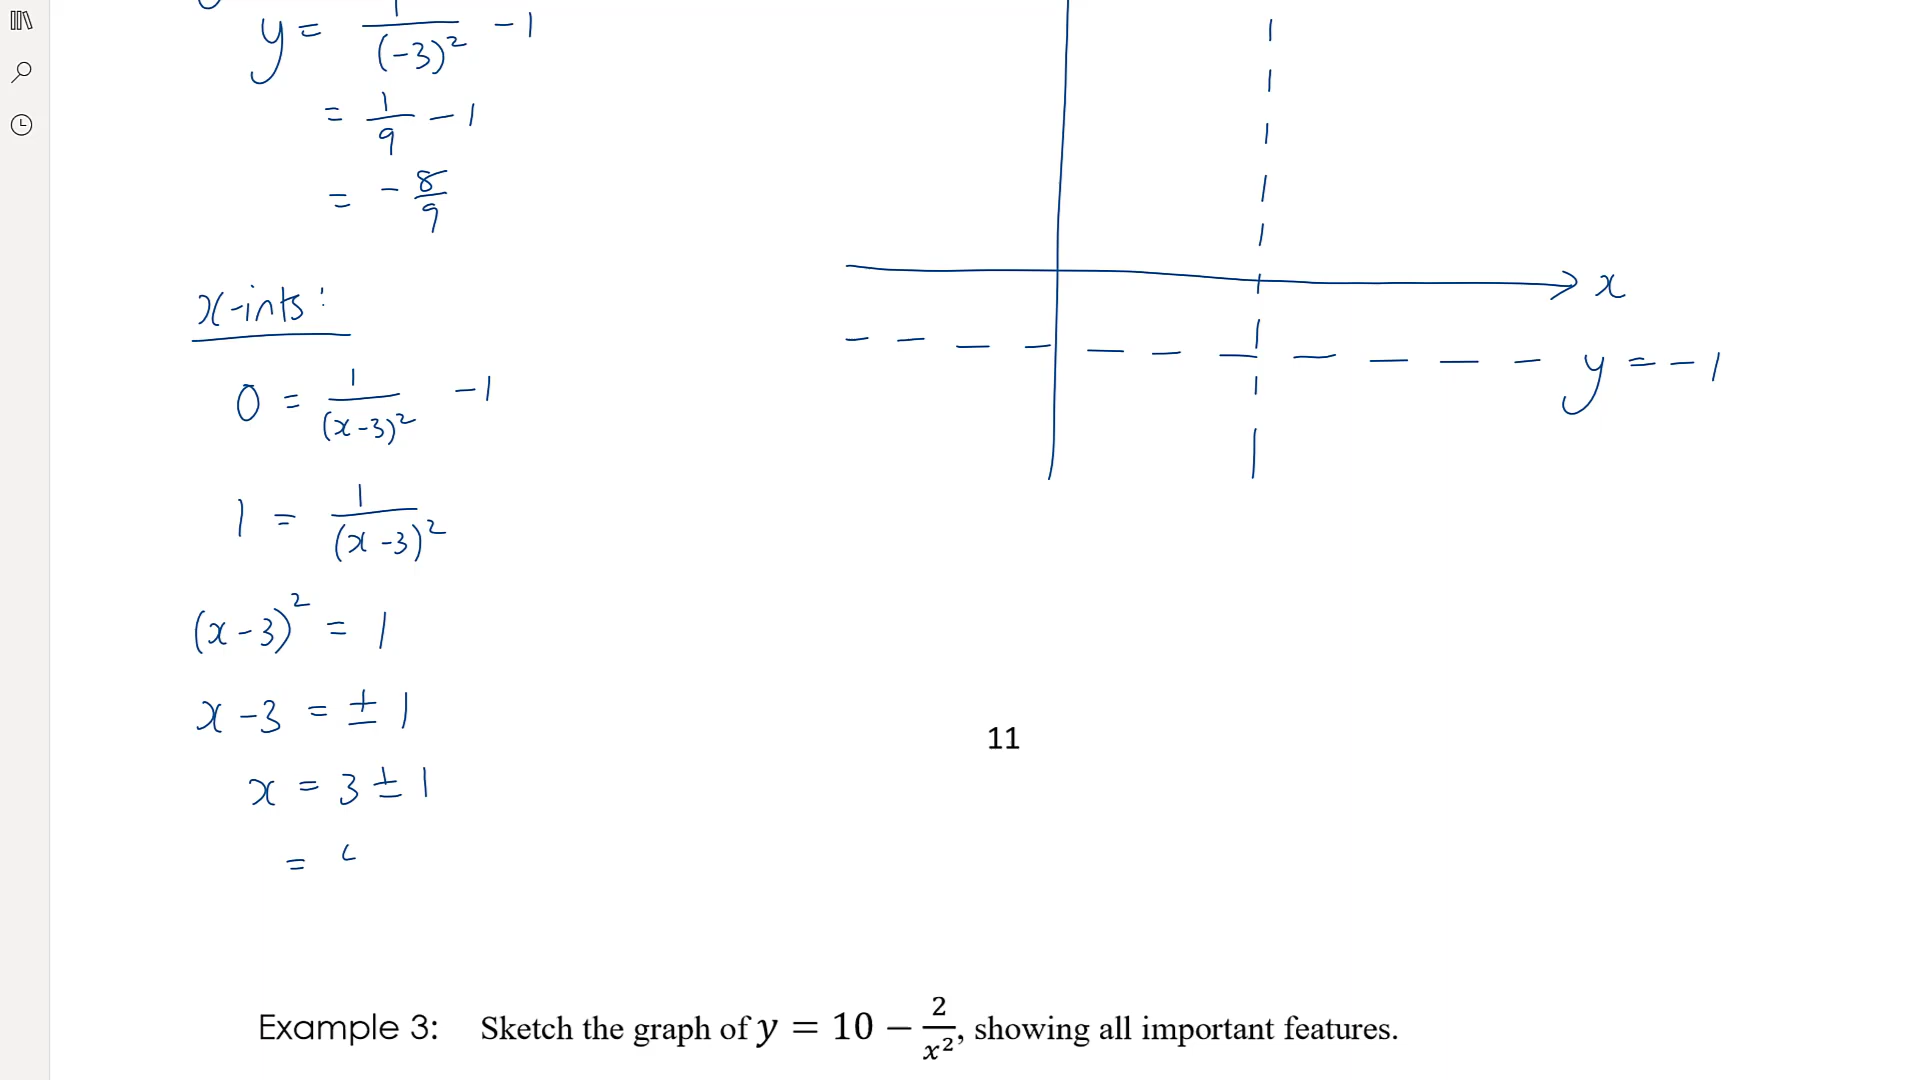 y = 1/(-3)² - 1
= 1/9 - 1
= - 8/9
x-ints:
0 = 1/(x-3)² - 1
1 = 1/(x-3)²
(x-3)² = 1
x - 3 = ± 1
x = 3 ± 1
=
x
y = - 1
11
Example 3: Sketch the graph of y = 10 − 2/x², showing all important features.